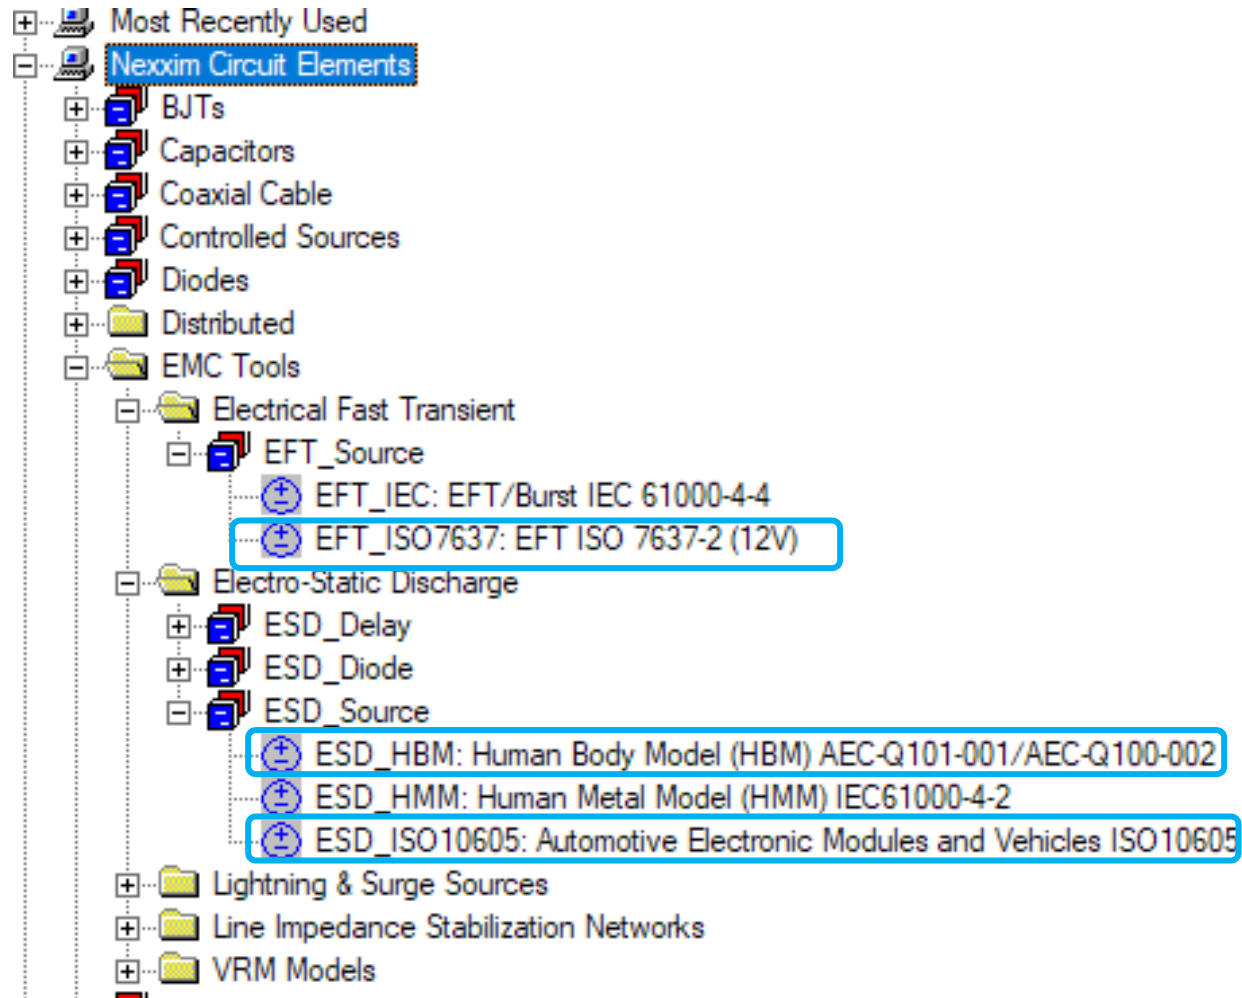 Most Recently Used
Nexxim Circuit Elements
BJTs
Capacitors
Coaxial Cable
Controlled Sources
Diodes
Distributed
EMC Tools
Electrical Fast Transient
EFT_Source
EFT_IEC: EFT/Burst IEC 61000-4-4
EFT_ISO7637: EFT ISO 7637-2 (12V)
Electro-Static Discharge
ESD_Delay
ESD_Diode
ESD_Source
ESD_HBM: Human Body Model (HBM) AEC-Q101-001/AEC-Q100-002
ESD_HMM: Human Metal Model (HMM) IEC61000-4-2
ESD_ISO10605: Automotive Electronic Modules and Vehicles ISO10605
Lightning & Surge Sources
Line Impedance Stabilization Networks
VRM Models